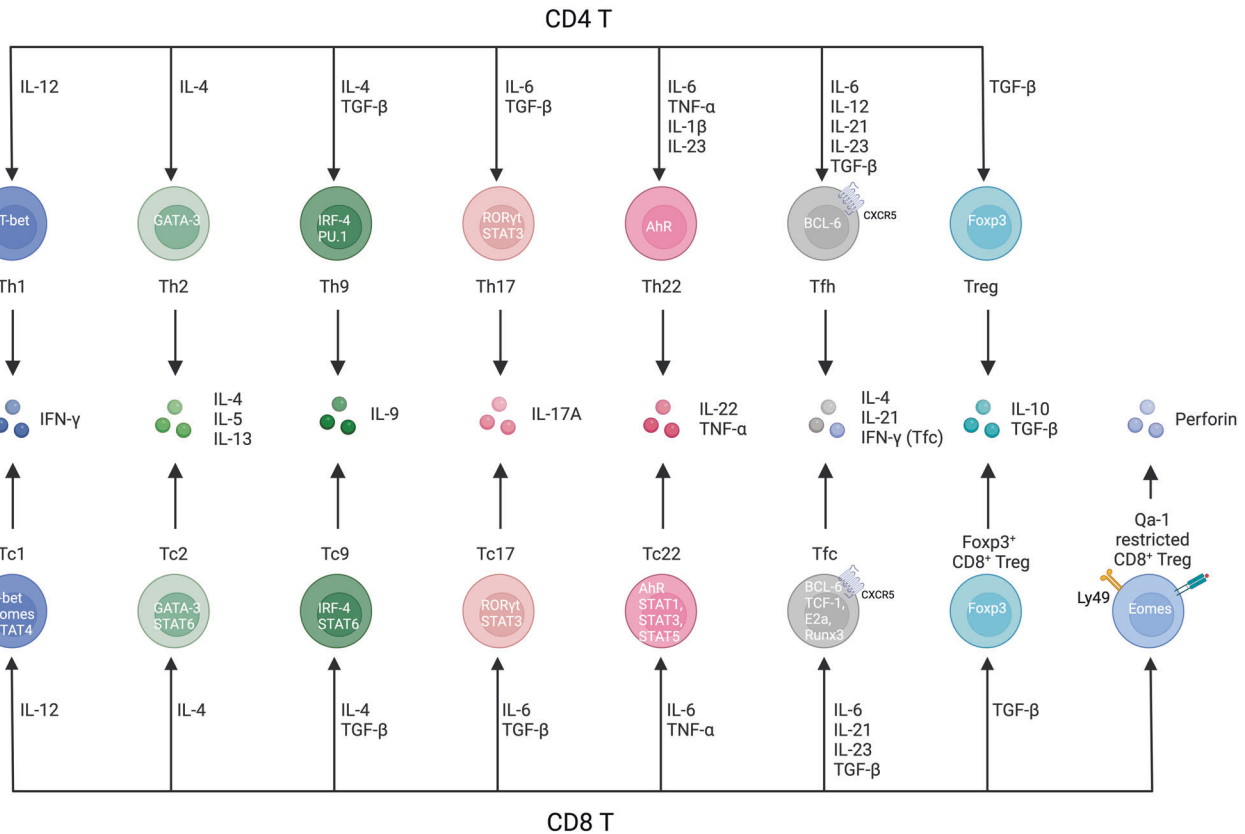 CD4 T
IL-12
IL-4
IL-4
TGF-β
IL-6
TGF-β
IL-6
TNF-α
IL-1β
IL-23
IL-6
IL-12
IL-21
IL-23
TGF-β
TGF-β
T-bet
GATA-3
IRF-4
PU.1
RORγt
STAT3
AhR
BCL-6
CXCR5
Foxp3
Th1
Th2
Th9
Th17
Th22
Tfh
Treg
IFN-γ
IL-4
IL-5
IL-13
IL-9
IL-17A
IL-22
TNF-α
IL-4
IL-21
IFN-γ (Tfc)
IL-10
TGF-β
Perforin
Tc1
Tc2
Tc9
Tc17
Tc22
Tfc
Foxp3⁺
CD8⁺ Treg
Qa-1
restricted
CD8⁺ Treg
-bet
omes
TAT4
GATA-3
STAT6
IRF-4
STAT6
RORγt
STAT3
AhR
STAT1,
STAT3,
STAT5
BCL-6
TCF-1,
E2a,
Runx3
CXCR5
Foxp3
Ly49
Eomes
IL-12
IL-4
IL-4
TGF-β
IL-6
TGF-β
IL-6
TNF-α
IL-6
IL-21
IL-23
TGF-β
TGF-β
CD8 T